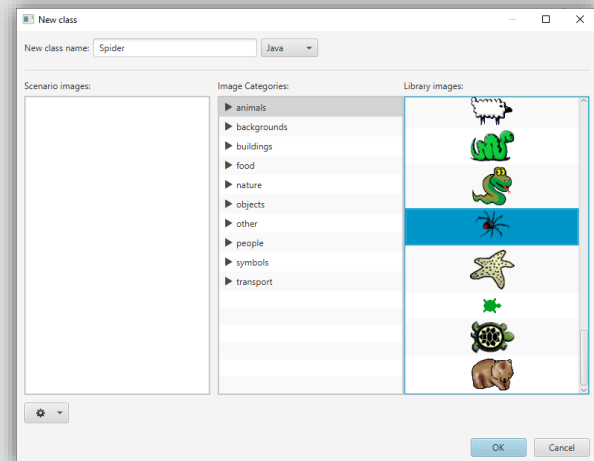 New class
New class name: Spider Java
Scenario images: Image Categories: Library images:
animals
backgrounds
buildings
food
nature
objects
other
people
symbols
transport
OK Cancel